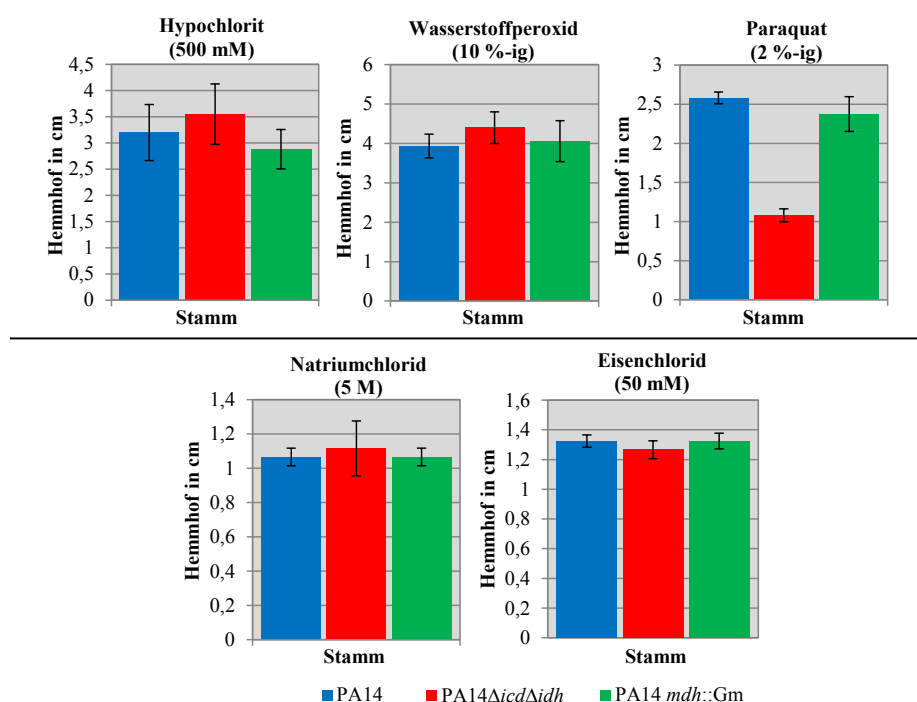 Hypochlorit
(500 mM)
4,5
4
3,5
3
2,5
2
1,5
1
0,5
0
Hemmhof in cm
Stamm
Wasserstoffperoxid
(10 %-ig)
6
5
4
3
2
1
0
Hemmhof in cm
Stamm
Paraquat
(2 %-ig)
3
2,5
2
1,5
1
0,5
0
Hemmhof in cm
Stamm
Natriumchlorid
(5 M)
1,4
1,2
1
0,8
0,6
0,4
0,2
0
Hemmhof in cm
Stamm
Eisenchlorid
(50 mM)
1,6
1,4
1,2
1
0,8
0,6
0,4
0,2
0
Hemmhof in cm
Stamm
PA14 PA14ΔicdΔidh PA14 mdh::Gm